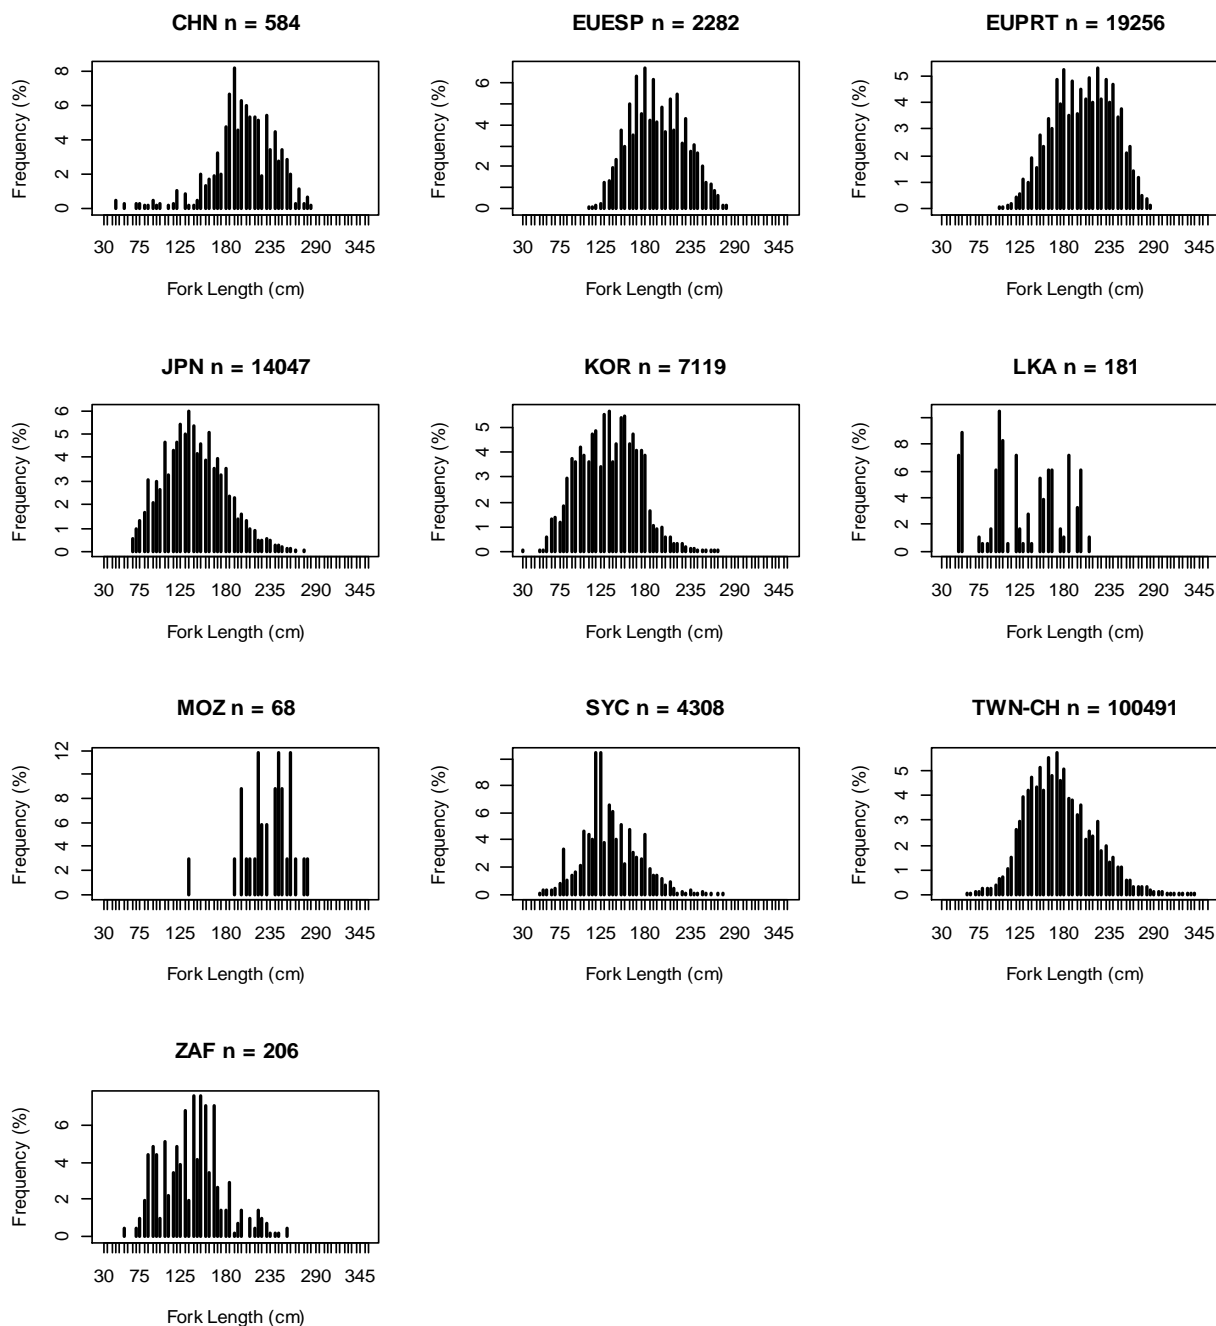 CHN n = 584
EUESP n = 2282
EUPRT n = 19256
Frequency (%)
0 2 4 6 8
30 75 125 180 235 290 345
Fork Length (cm)
Frequency (%)
0 2 4 6
30 75 125 180 235 290 345
Fork Length (cm)
Frequency (%)
0 1 2 3 4 5
30 75 125 180 235 290 345
Fork Length (cm)
JPN n = 14047
KOR n = 7119
LKA n = 181
Frequency (%)
0 1 2 3 4 5 6
30 75 125 180 235 290 345
Fork Length (cm)
Frequency (%)
0 1 2 3 4 5
30 75 125 180 235 290 345
Fork Length (cm)
Frequency (%)
0 2 4 6 8
30 75 125 180 235 290 345
Fork Length (cm)
MOZ n = 68
SYC n = 4308
TWN-CH n = 100491
Frequency (%)
0 2 4 6 8 12
30 75 125 180 235 290 345
Fork Length (cm)
Frequency (%)
0 2 4 6 8
30 75 125 180 235 290 345
Fork Length (cm)
Frequency (%)
0 1 2 3 4 5
30 75 125 180 235 290 345
Fork Length (cm)
ZAF n = 206
Frequency (%)
0 2 4 6
30 75 125 180 235 290 345
Fork Length (cm)